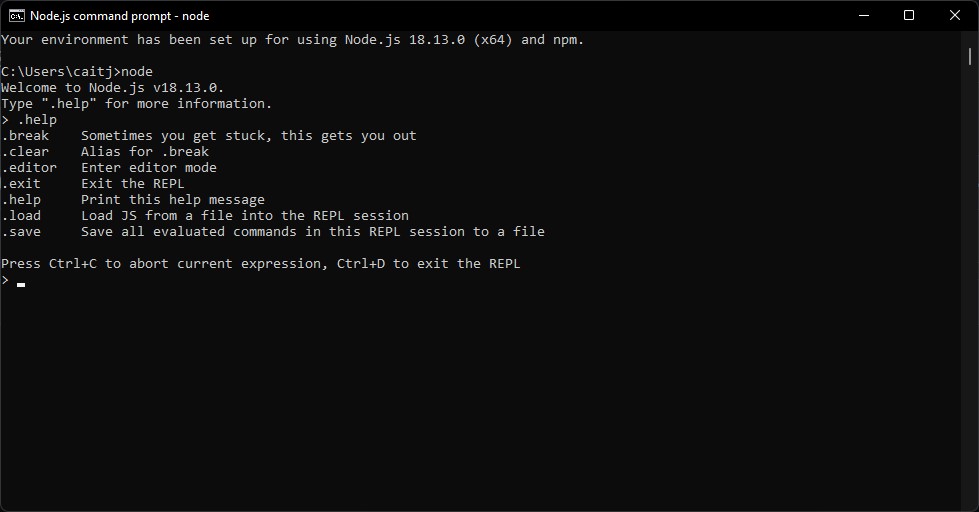 Node.js command prompt - node
Your environment has been set up for using Node.js 18.13.0 (x64) and npm.
C:\Users\caitj>node
Welcome to Node.js v18.13.0.
Type ".help" for more information.
> .help
.break    Sometimes you get stuck, this gets you out
.clear    Alias for .break
.editor   Enter editor mode
.exit     Exit the REPL
.help     Print this help message
.load     Load JS from a file into the REPL session
.save     Save all evaluated commands in this REPL session to a file
Press Ctrl+C to abort current expression, Ctrl+D to exit the REPL
>